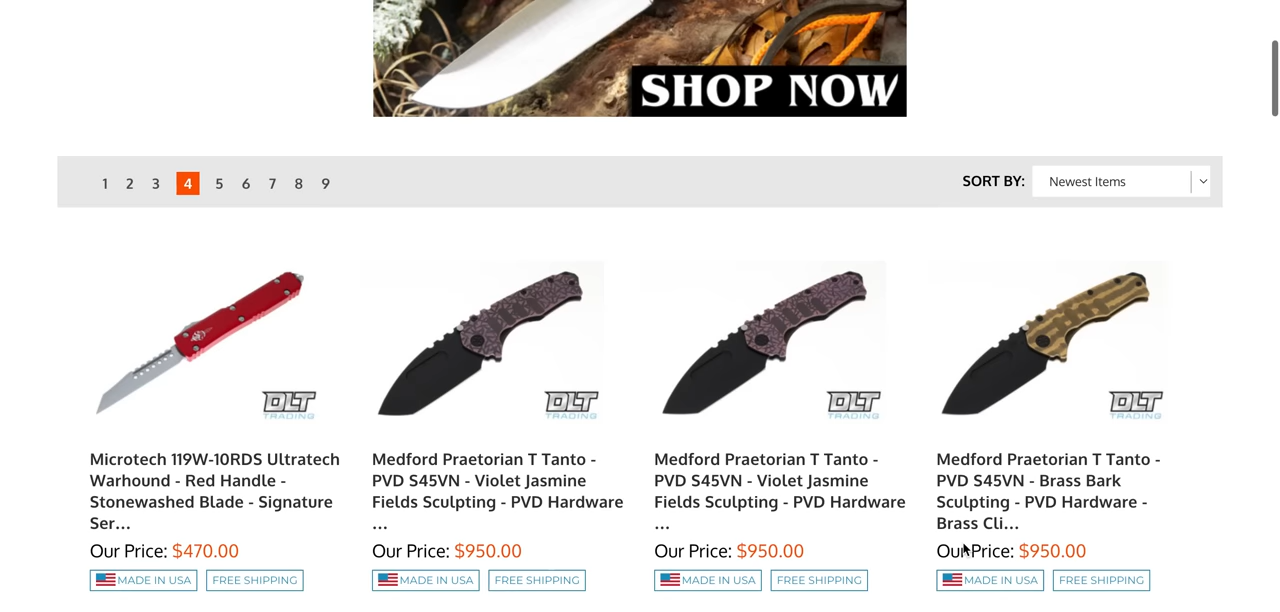 SHOP NOW
1 2 3 4 5 6 7 8 9
SORT BY: Newest Items
DLT TRADING
DLT TRADING
DLT TRADING
DLT TRADING
Microtech 119W-10RDS Ultratech
Warhound - Red Handle -
Stonewashed Blade - Signature
Ser...
Our Price: $470.00
MADE IN USA FREE SHIPPING
Medford Praetorian T Tanto -
PVD S45VN - Violet Jasmine
Fields Sculpting - PVD Hardware
...
Our Price: $950.00
MADE IN USA FREE SHIPPING
Medford Praetorian T Tanto -
PVD S45VN - Violet Jasmine
Fields Sculpting - PVD Hardware
...
Our Price: $950.00
MADE IN USA FREE SHIPPING
Medford Praetorian T Tanto -
PVD S45VN - Brass Bark
Sculpting - PVD Hardware -
Brass Cli...
Our Price: $950.00
MADE IN USA FREE SHIPPING